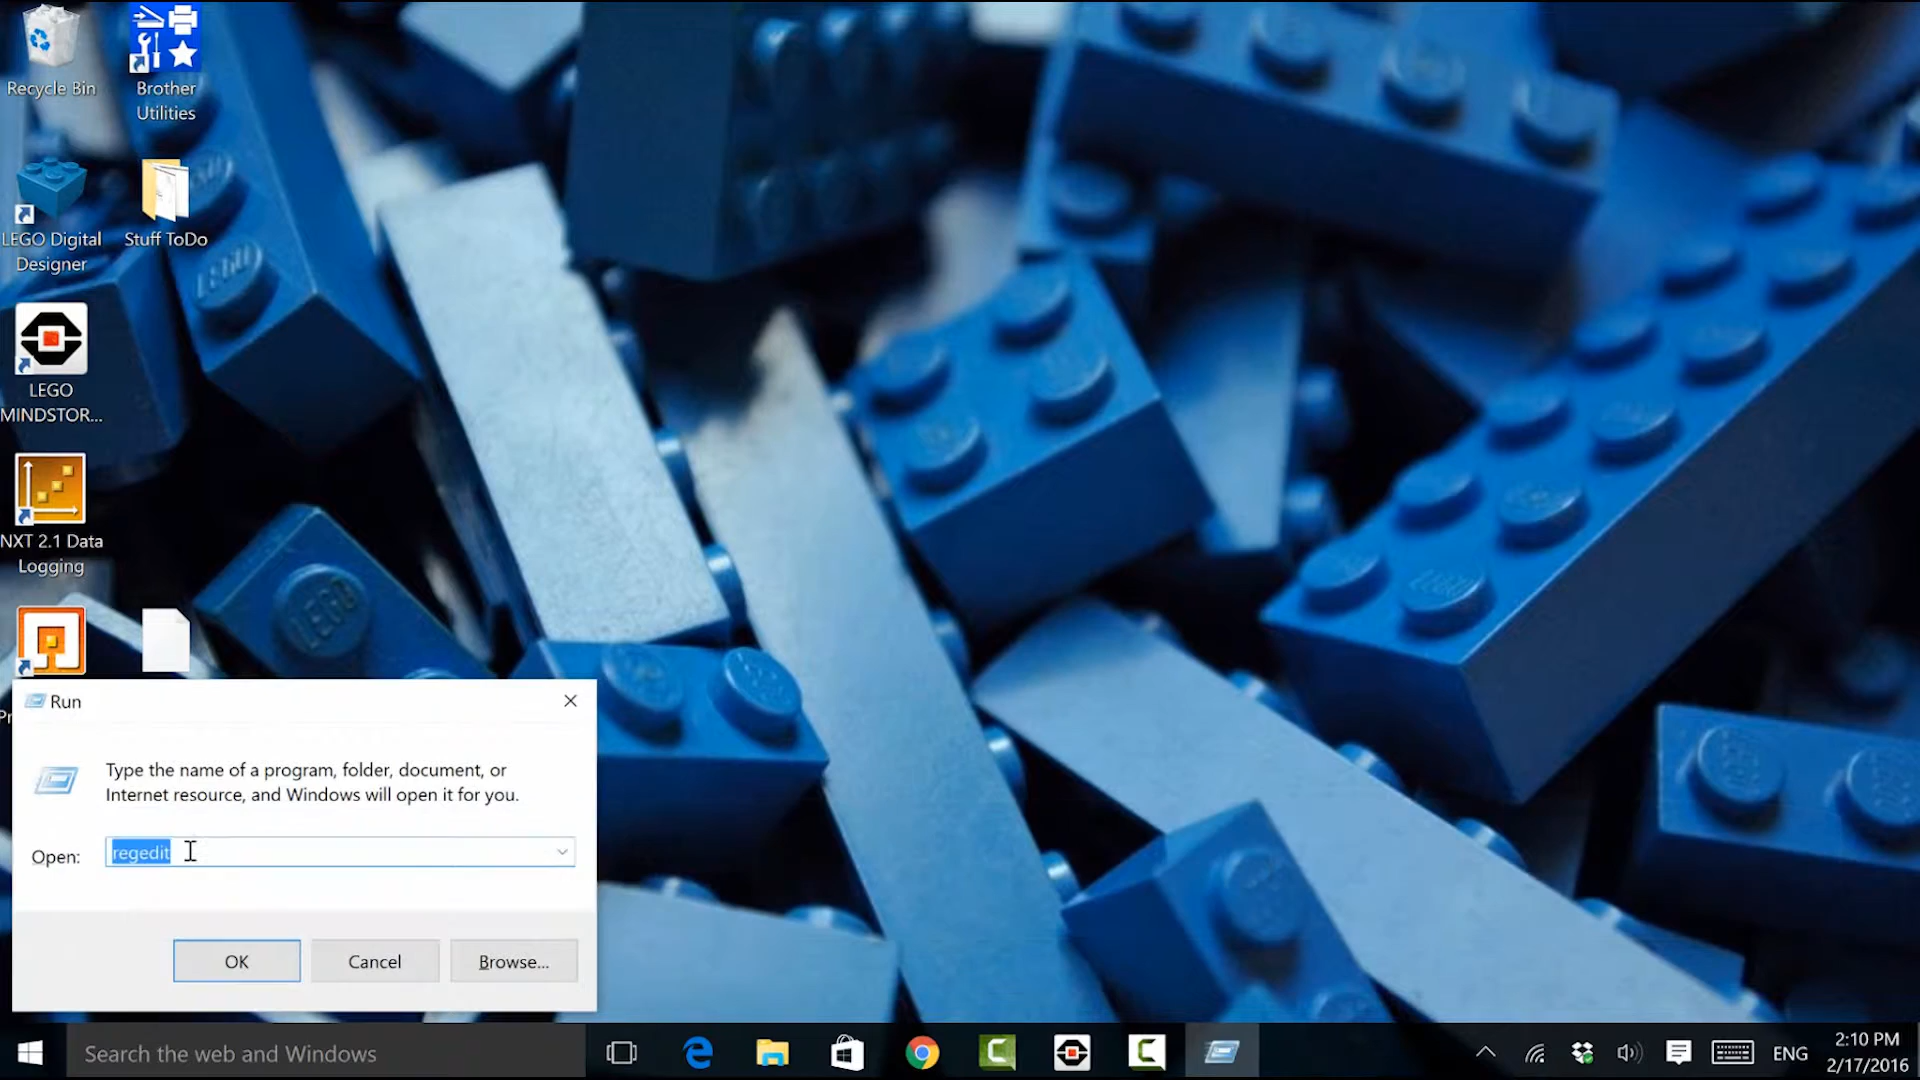 Recycle Bin
Brother
Utilities
LEGO Digital
Designer
Stuff ToDo
LEGO
MINDSTOR...
NXT 2.1 Data
Logging
Run
Type the name of a program, folder, document, or
Internet resource, and Windows will open it for you.
Open:
regedit
OK
Cancel
Browse...
Search the web and Windows
ENG
2:10 PM
2/17/2016
LEGO
LEGO